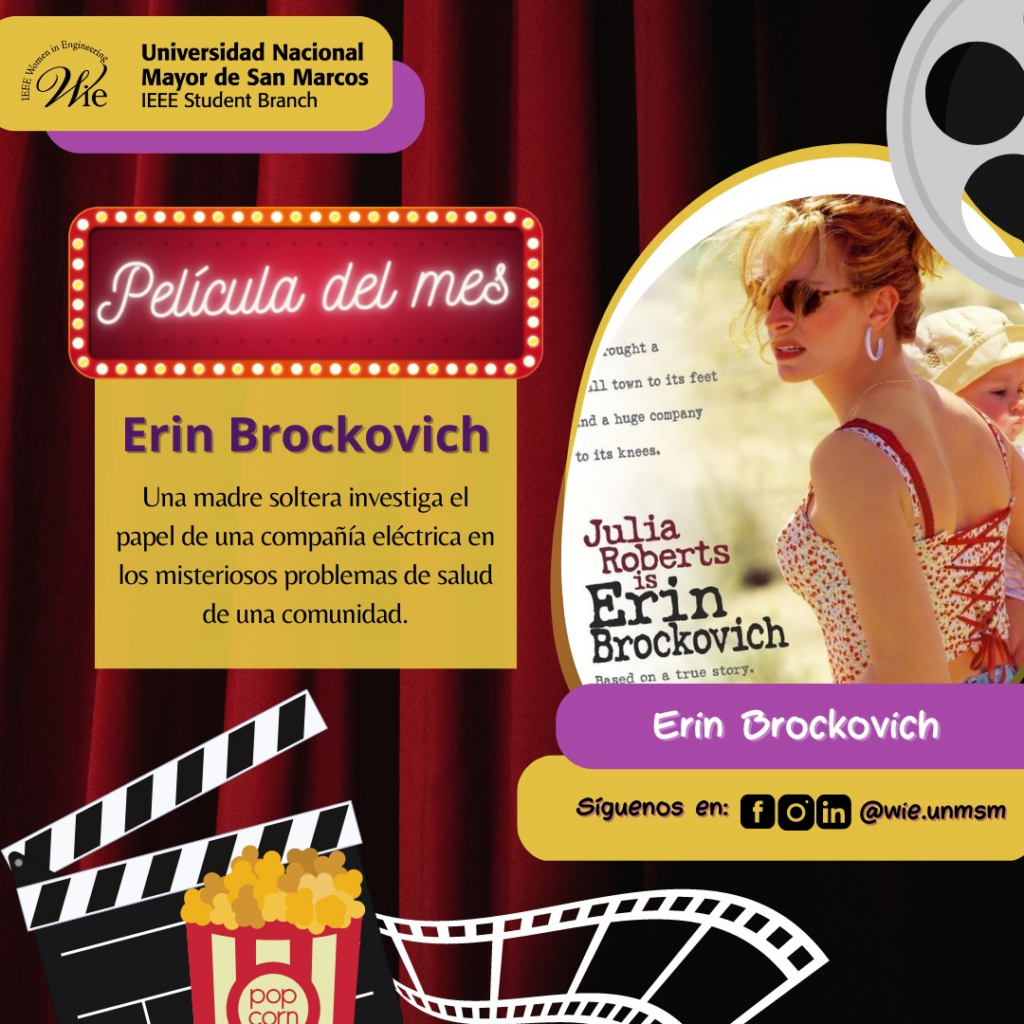 IEEE Women in Engineering
Wie
Universidad Nacional
Mayor de San Marcos
IEEE Student Branch
Película del mes
Erin Brockovich
Una madre soltera investiga el
papel de una compañía eléctrica en
los misteriosos problemas de salud
de una comunidad.
rought a
ll town to its feet
nd a huge company
to its knees.
Julia
Roberts
is
Erin
Brockovich
Based on a true story.
Erin Brockovich
Síguenos en: f in @wie.unmsm
pop
corn